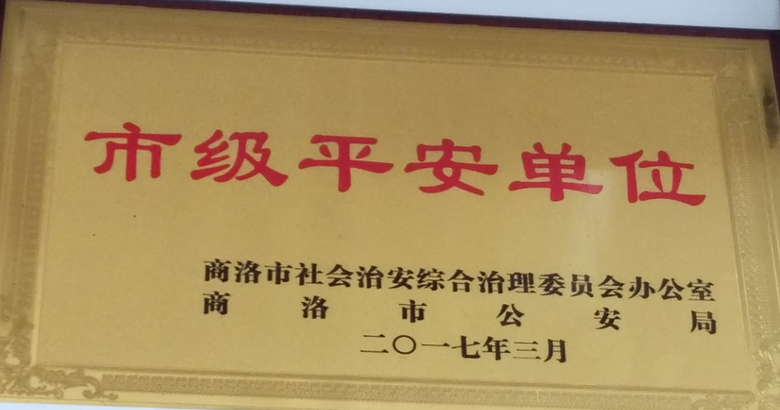 市级平安单位
商洛市社会治安综合治理委员会办公室
商洛市公安局
二〇一七年三月